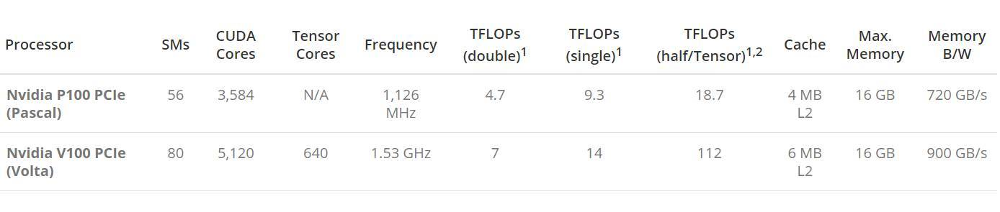 Processor SMs CUDA Cores Tensor Cores Frequency TFLOPs (double)1 TFLOPs (single)1 TFLOPs (half/Tensor)1,2 Cache Max. Memory Memory B/W
Nvidia P100 PCIe (Pascal) 56 3,584 N/A 1,126 MHz 4.7 9.3 18.7 4 MB L2 16 GB 720 GB/s
Nvidia V100 PCIe (Volta) 80 5,120 640 1.53 GHz 7 14 112 6 MB L2 16 GB 900 GB/s